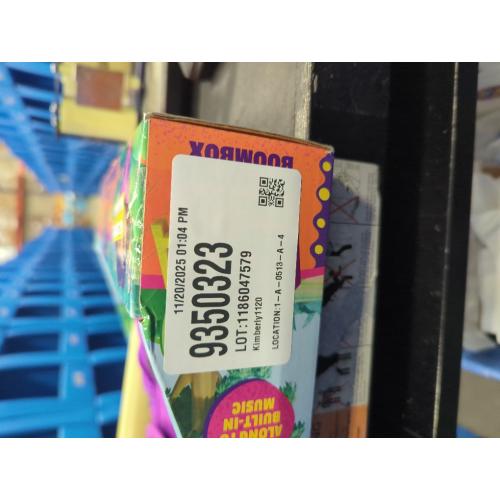 BOOMBOX
11/20/2025 01:04 PM
9350323
LOT:1186047579
Kimberly1120
LOCATION:1-A-0513-A-4
ALONG TO
BUILT-IN
MUSIC